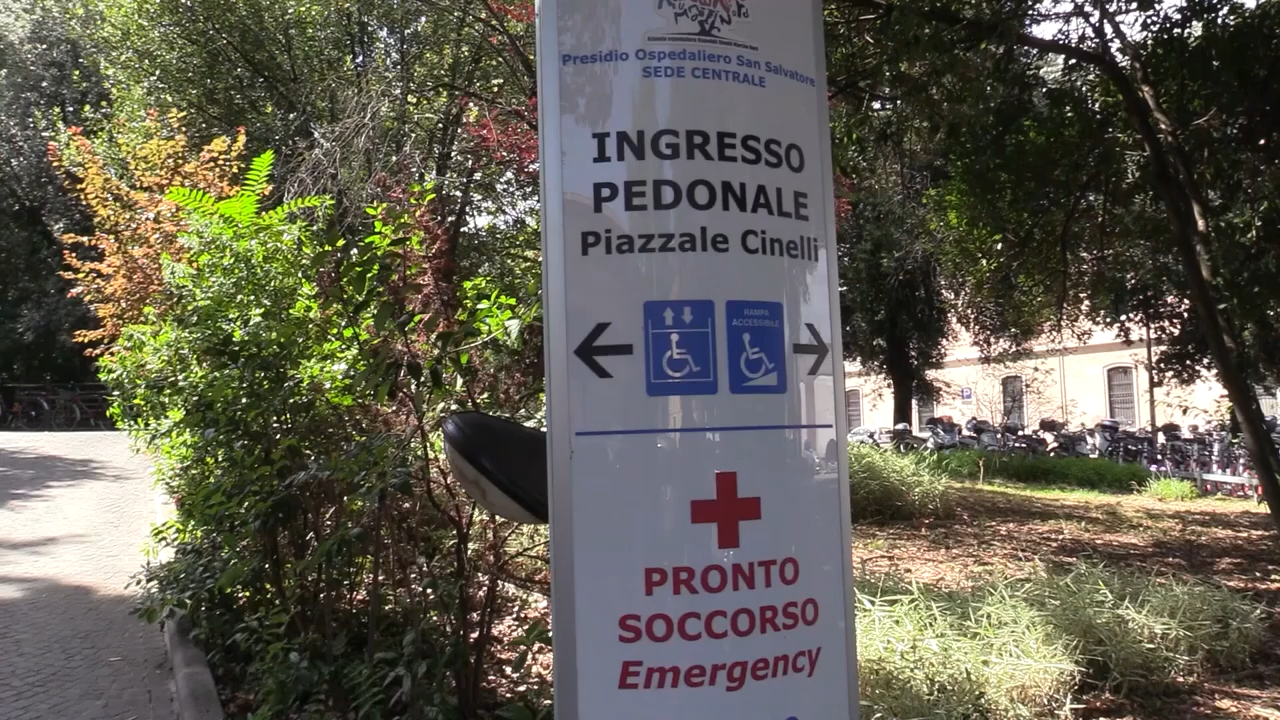 Presidio Ospedaliero San Salvatore
SEDE CENTRALE
INGRESSO
PEDONALE
Piazzale Cinelli
RAMPA
ACCESSIBILE
PRONTO
SOCCORSO
Emergency